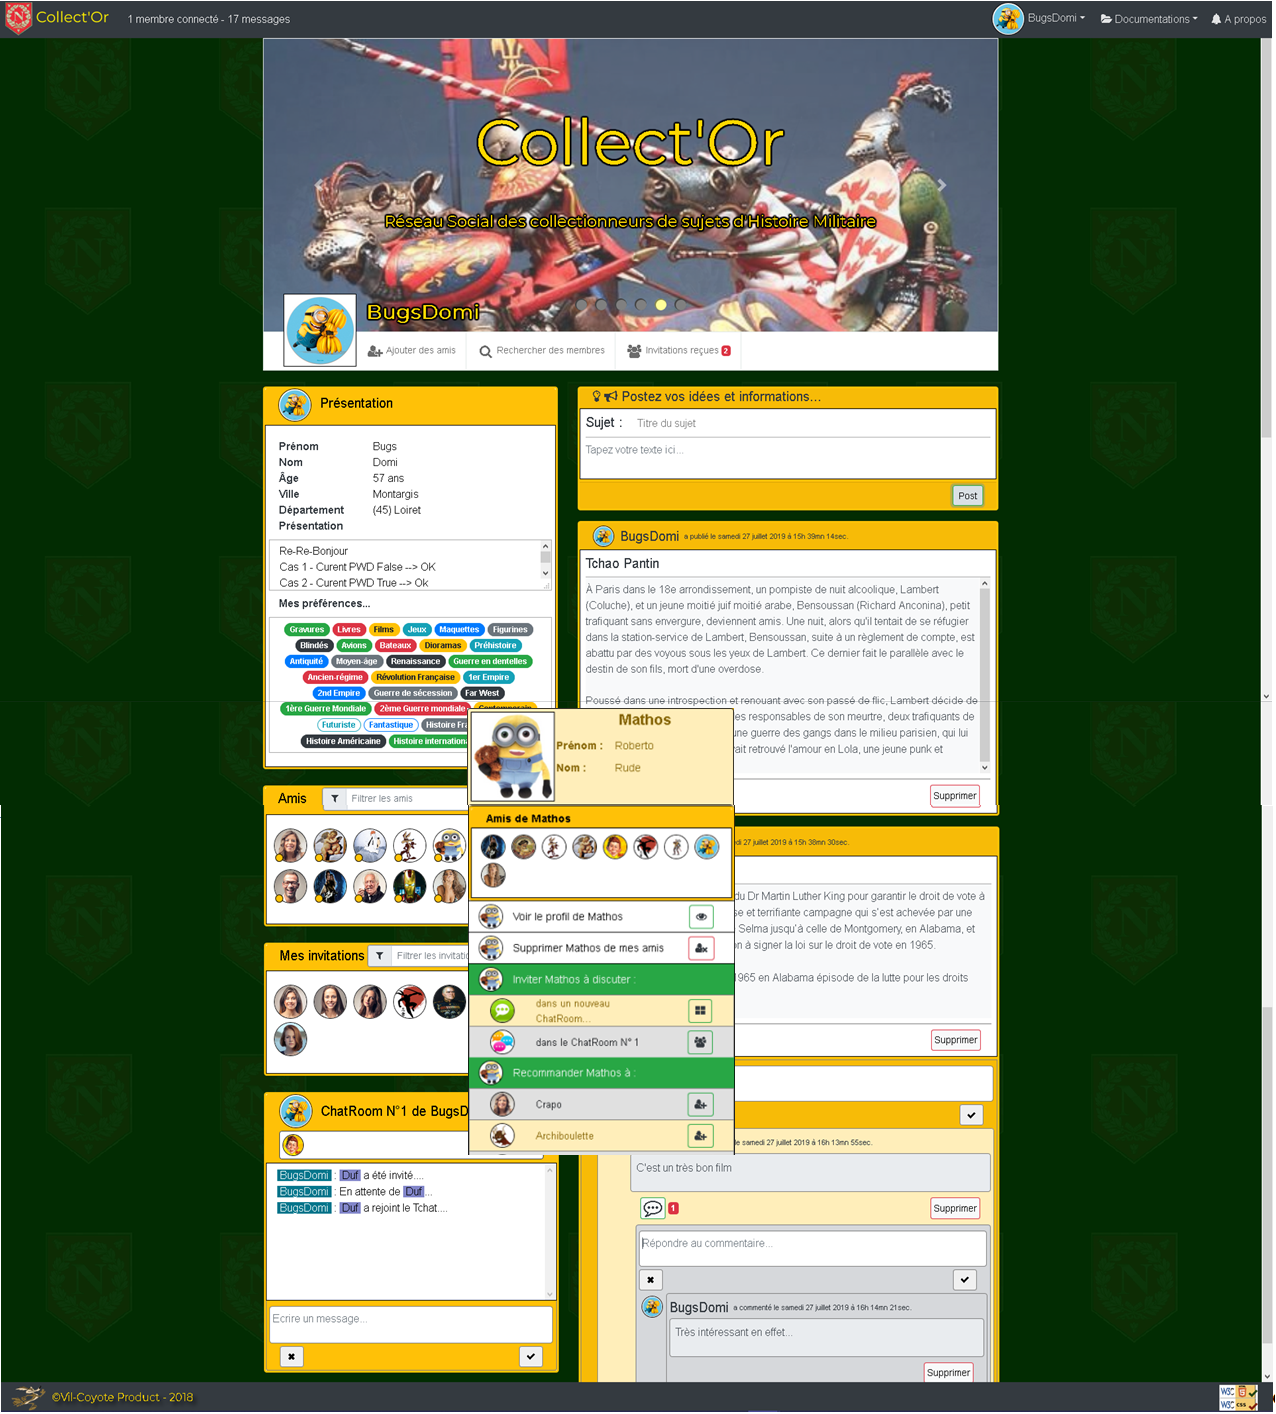 Collect'Or
1 membre connecté - 17 messages
BugsDomi
Documentations
A propos
Collect'Or
Réseau Social des collectionneurs de sujets d'Histoire Militaire
BugsDomi
Ajouter des amis
Rechercher des membres
Invitations reçues 2
Présentation
Prénom Bugs
Nom Domi
Âge 57 ans
Ville Montargis
Département (45) Loiret
Présentation
Re-Re-Bonjour
Cas 1 - Curent PWD False --> OK
Cas 2 - Curent PWD True --> Ok
Mes préférences...
Gravures Livres Films Jeux Maquettes Figurines
Blindés Avions Bateaux Dioramas Préhistoire
Antiquité Moyen-âge Renaissance Guerre en dentelles
Ancien-régime Révolution Française 1er Empire
2nd Empire Guerre de sécession Far West
1ère Guerre Mondiale 2ème Guerre mondiale Contemporain
Futuriste Fantastique Histoire Fra
Histoire Américaine Histoire internationa
Amis
Filtrer les amis
Mes invitations
Filtrer les invitatio
ChatRoom N°1 de BugsD
BugsDomi : Duf a été invité....
BugsDomi : En attente de Duf...
BugsDomi : Duf a rejoint le Tchat....
Ecrire un message...
Postez vos idées et informations...
Sujet : Titre du sujet
Tapez votre texte ici...
Post
BugsDomi a publié le samedi 27 juillet 2019 à 15h 39mn 14sec.
Tchao Pantin
À Paris dans le 18e arrondissement, un pompiste de nuit alcoolique, Lambert
(Coluche), et un jeune moitié juif moitié arabe, Bensoussan (Richard Anconina), petit
trafiquant sans envergure, deviennent amis. Une nuit, alors qu'il tentait de se réfugier
dans la station-service de Lambert, Bensoussan, suite à un règlement de compte, est
abattu par des voyous sous les yeux de Lambert. Ce dernier fait le parallèle avec le
destin de son fils, mort d'une overdose.
Poussé dans une introspection et renouant avec son passé de flic, Lambert décide de
les responsables de son meurtre, deux trafiquants de
une guerre des gangs dans le milieu parisien, qui lui
vait retrouvé l'amour en Lola, une jeune punk et
Supprimer
di 27 juillet 2019 à 15h 38mn 30sec.
du Dr Martin Luther King pour garantir le droit de vote à
se et terrifiante campagne qui s'est achevée par une
Selma jusqu'à celle de Montgomery, en Alabama, et
on à signer la loi sur le droit de vote en 1965.
1965 en Alabama épisode de la lutte pour les droits
Supprimer
le samedi 27 juillet 2019 à 16h 13mn 55sec.
C'est un très bon film
1
Supprimer
Répondre au commentaire...
BugsDomi a commenté le samedi 27 juillet 2019 à 16h 14mn 21sec.
Très intéressant en effet...
Supprimer
Mathos
Prénom : Roberto
Nom : Rude
Amis de Mathos
Voir le profil de Mathos
Supprimer Mathos de mes amis
Inviter Mathos à discuter :
dans un nouveau
ChatRoom...
dans le ChatRoom N° 1
Recommander Mathos à :
Crapo
Archiboulette
©Vil-Coyote Product - 2018
W3C
W3C css